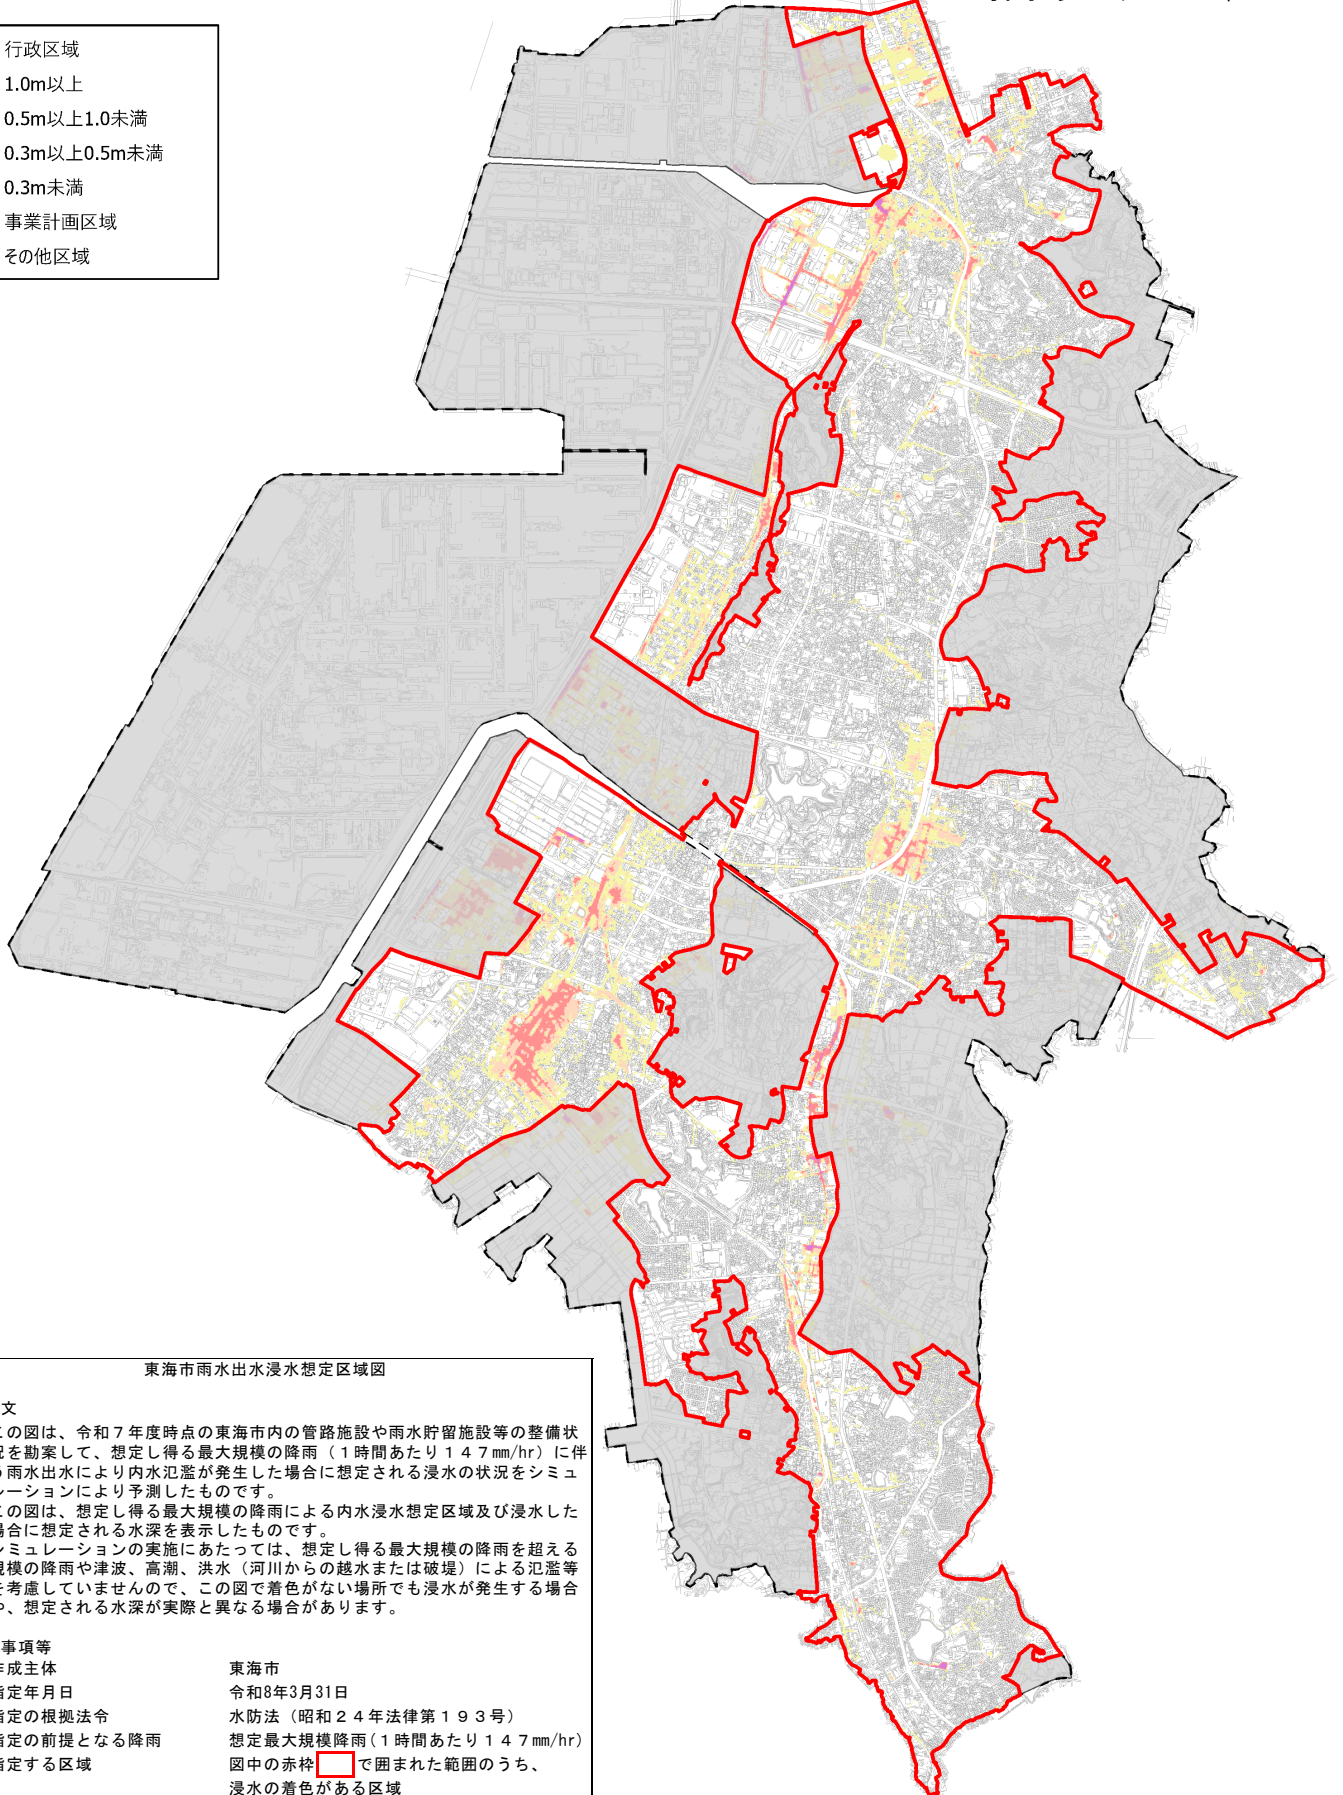 行政区域
1.0m以上
0.5m以上1.0未満
0.3m以上0.5m未満
0.3m未満
事業計画区域
その他区域
東海市雨水出水浸水想定区域図
文
この図は、令和７年度時点の東海市内の管路施設や雨水貯留施設等の整備状
況を勘案して、想定し得る最大規模の降雨（１時間あたり１４７㎜/hr）に伴
う雨水出水により内水氾濫が発生した場合に想定される浸水の状況をシミュ
レーションにより予測したものです。
この図は、想定し得る最大規模の降雨による内水浸水想定区域及び浸水した
場合に想定される水深を表示したものです。
シミュレーションの実施にあたっては、想定し得る最大規模の降雨を超える
規模の降雨や津波、高潮、洪水（河川からの越水または破堤）による氾濫等
を考慮していませんので、この図で着色がない場所でも浸水が発生する場合
や、想定される水深が実際と異なる場合があります。
事項等
作成主体 東海市
指定年月日 令和8年3月31日
指定の根拠法令 水防法（昭和２４年法律第１９３号）
指定の前提となる降雨 想定最大規模降雨(１時間あたり１４７㎜/hr)
指定する区域 図中の赤枠 で囲まれた範囲のうち、
浸水の着色がある区域